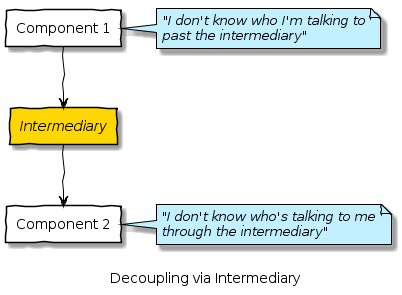 Component 1
"I don't know who I'm talking to
past the intermediary"
Intermediary
Component 2
"I don't know who's talking to me
through the intermediary"
Decoupling via Intermediary